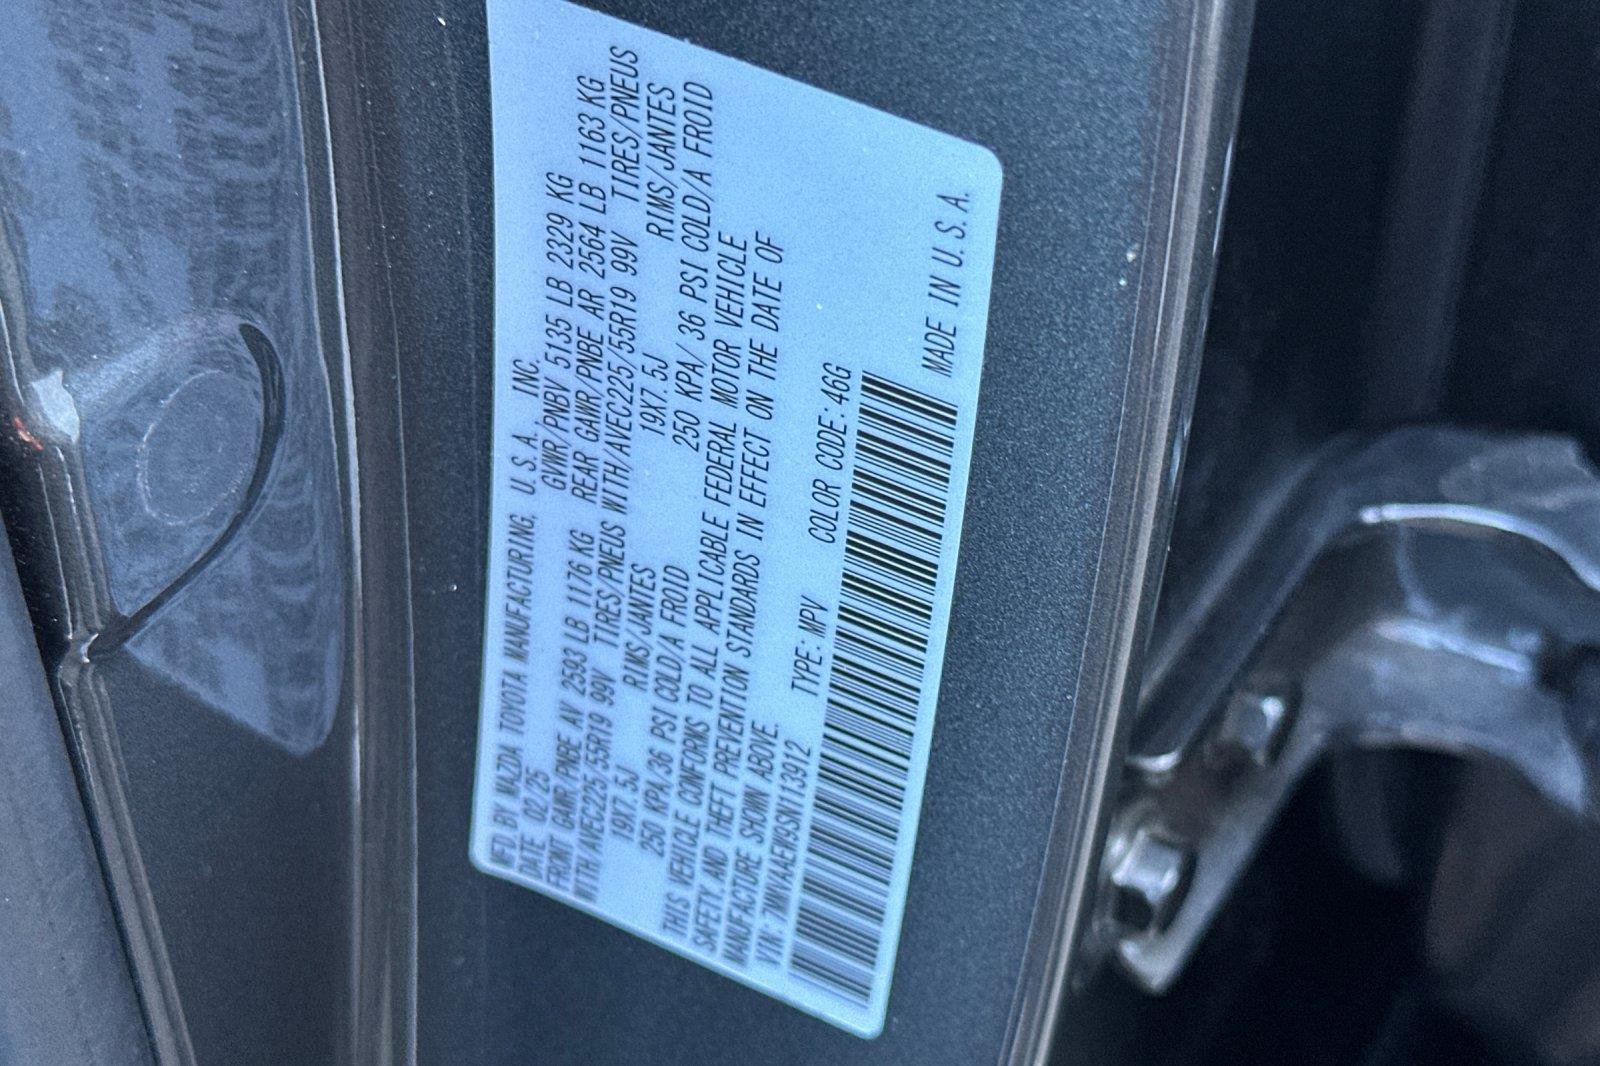 MFD. BY MAZDA TOYOTA MANUFACTURING, U.S.A., INC.
DATE 02/25 GVWR/PNBV 5135 LB 2329 KG
FRONT GAWR/PNBE AV 2593 LB 1176 KG REAR GAWR/PNBE AR 2564 LB 1163 KG
WITH/AVEC225/55R19 99V TIRES/PNEUS WITH/AVEC225/55R19 99V TIRES/PNEUS
19X7.5J RIMS/JANTES 19X7.5J RIMS/JANTES
250 KPA/36 PSI COLD/A FROID 250 KPA/ 36 PSI COLD/A FROID
THIS VEHICLE CONFORMS TO ALL APPLICABLE FEDERAL MOTOR VEHICLE
SAFETY, AND THEFT PREVENTION STANDARDS IN EFFECT ON THE DATE OF
MANUFACTURE SHOWN ABOVE.
VIN: 7MMVAAEW9SN113912 TYPE: MPV COLOR CODE: 46G
MADE IN U.S.A.